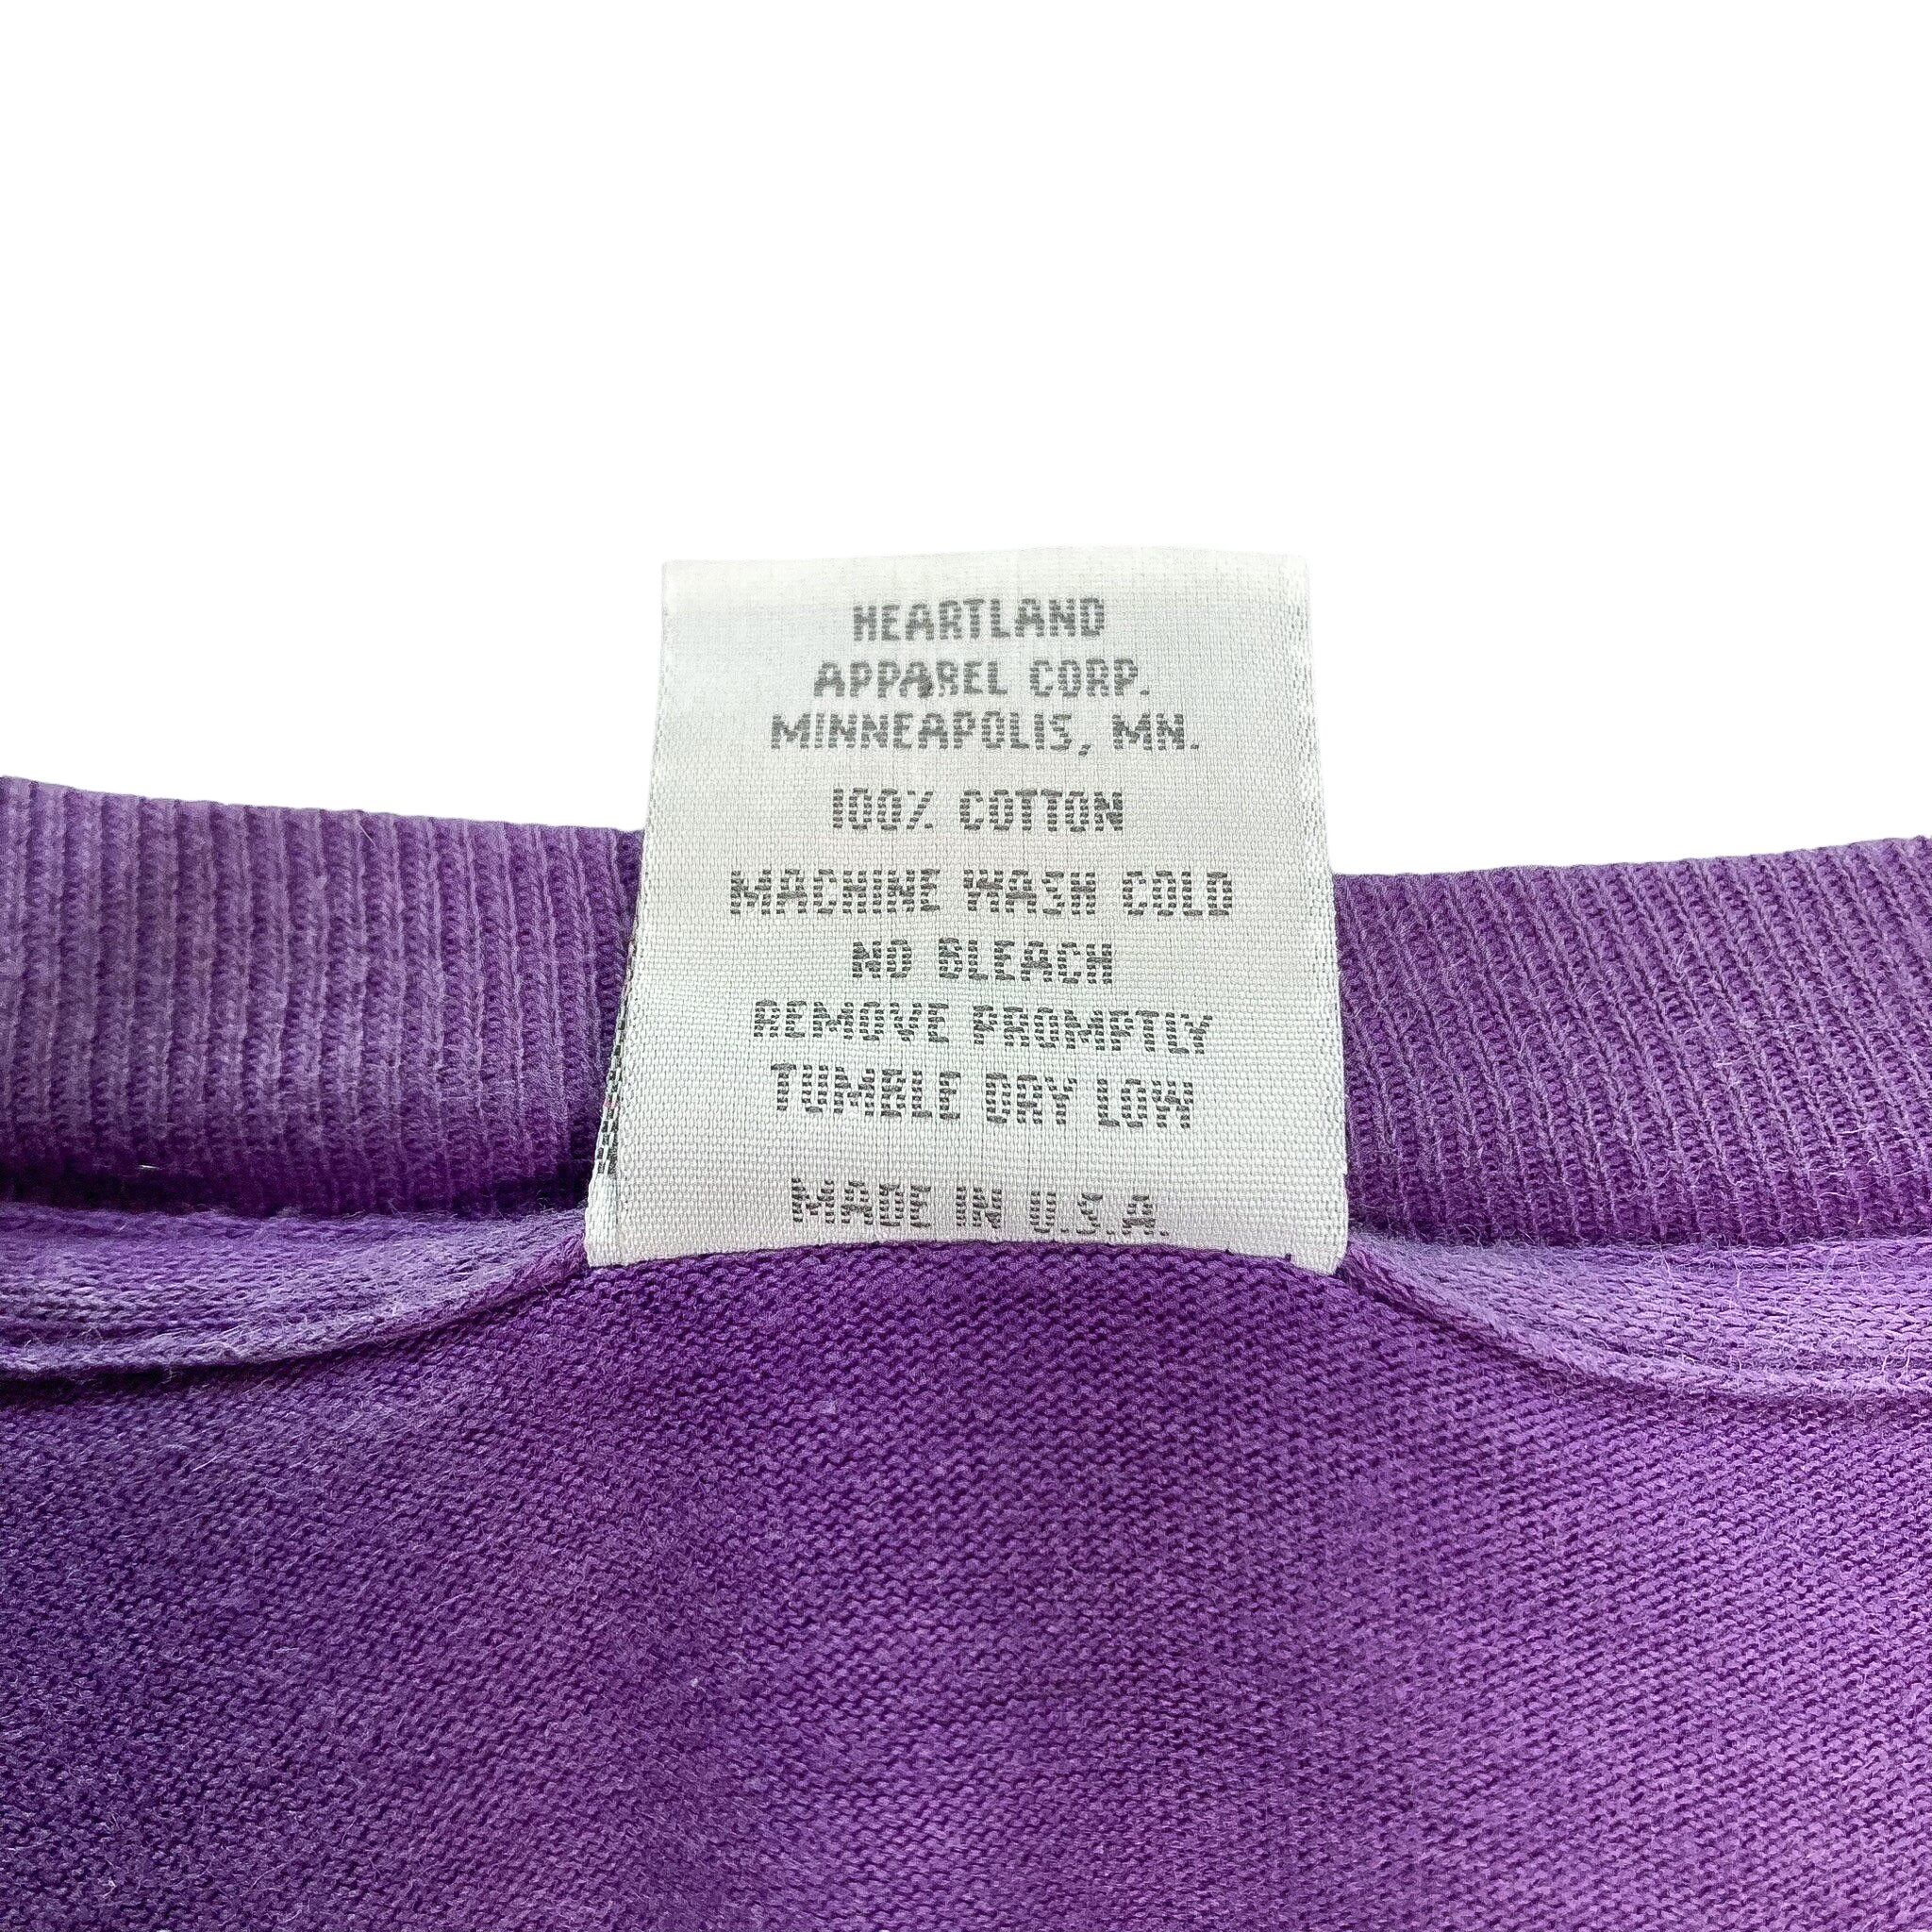 HEARTLAND
APPAREL CORP.
MINNEAPOLIS, MN.
100% COTTON
MACHINE WASH COLD
NO BLEACH
REMOVE PROMPTLY
TUMBLE DRY LOW
MADE IN U.S.A.